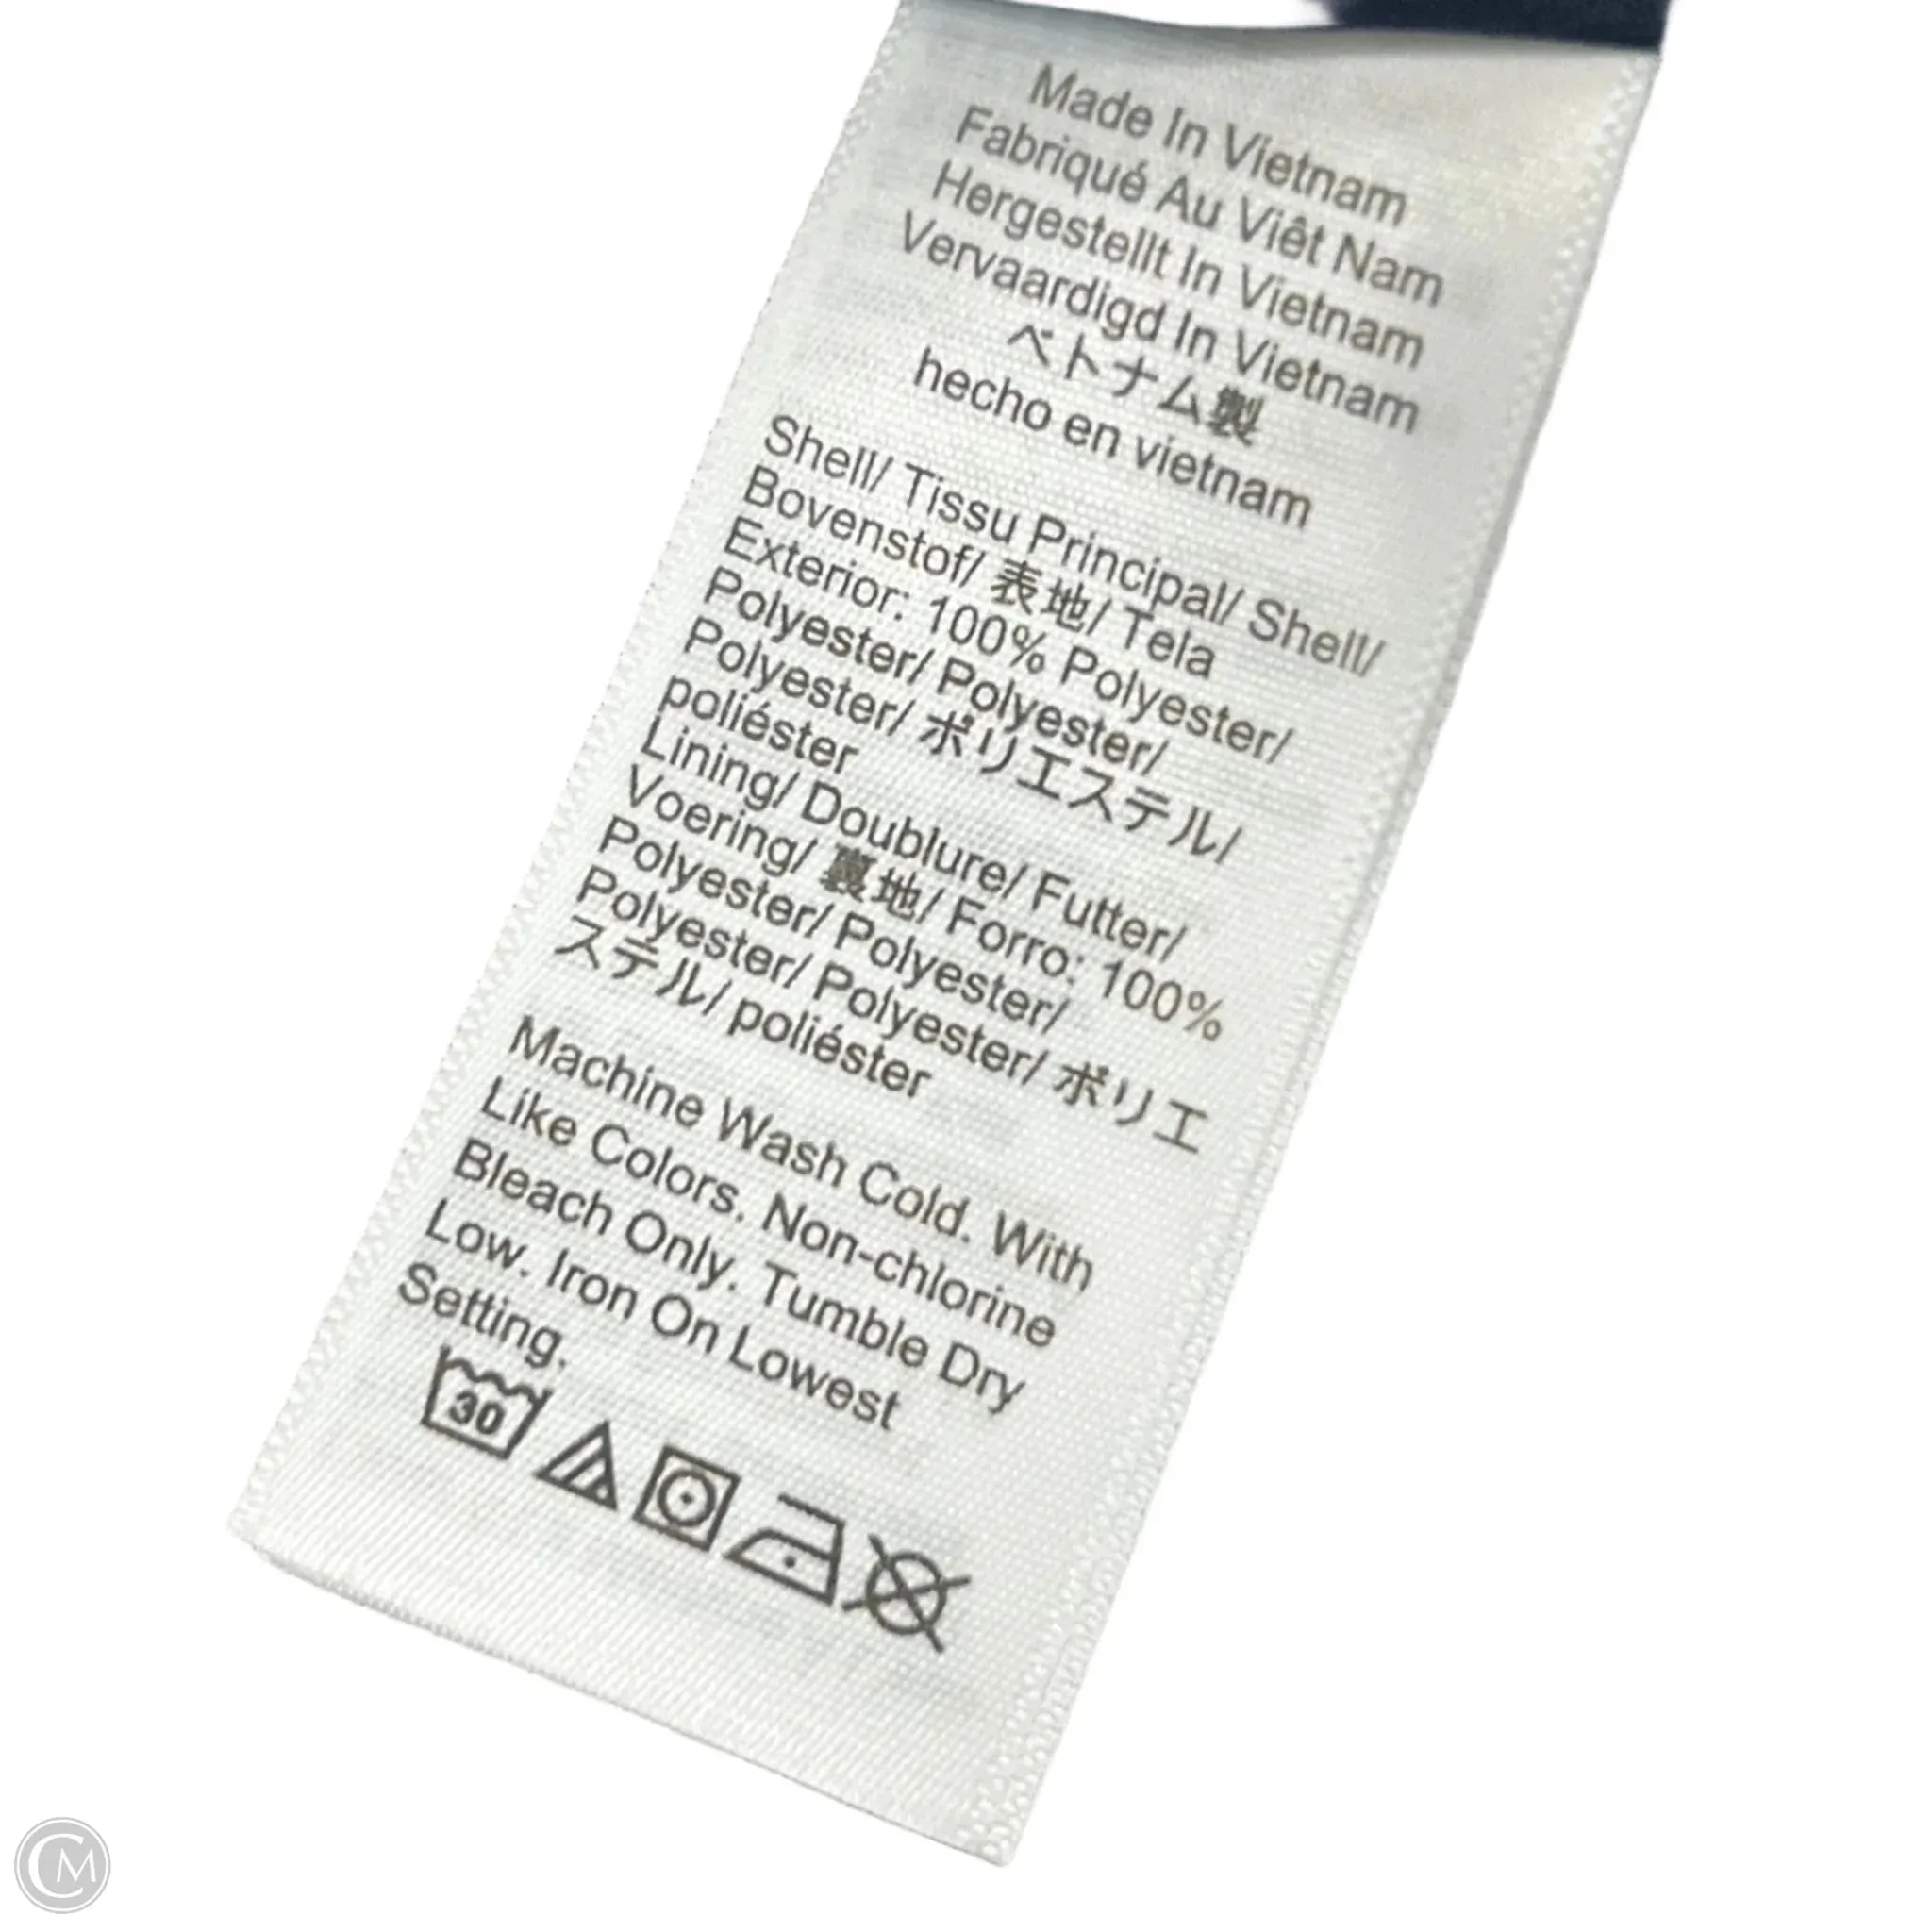 Made In Vietnam
Fabriqué Au Viêt Nam
Hergestellt In Vietnam
Vervaardigd In Vietnam
ベトナム製
hecho en vietnam
Shell/ Tissu Principal/ Shell/
Bovenstof/ 表地/ Tela
Exterior: 100% Polyester/
Polyester/ Polyester/
Polyester/ ポリエステル/
poliéster
Lining/ Doublure/ Futter/
Voering/ 裏地/ Forro: 100%
Polyester/ Polyester/
Polyester/ Polyester/ ポリエ
ステル/ poliéster
Machine Wash Cold. With
Like Colors. Non-chlorine
Bleach Only. Tumble Dry
Low. Iron On Lowest
Setting.
30
CM